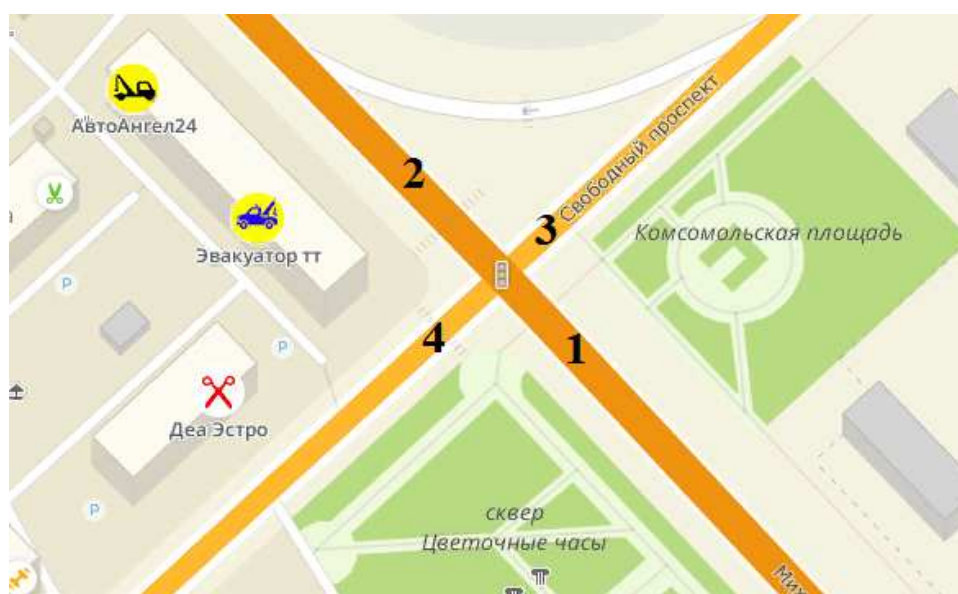 АвтоАнгел24
2
Свободный проспект
3
Эвакуатор тт
Комсомольская площадь
P
4
1
P
Деа Эстро
P
сквер
Цветочные часы
Мих